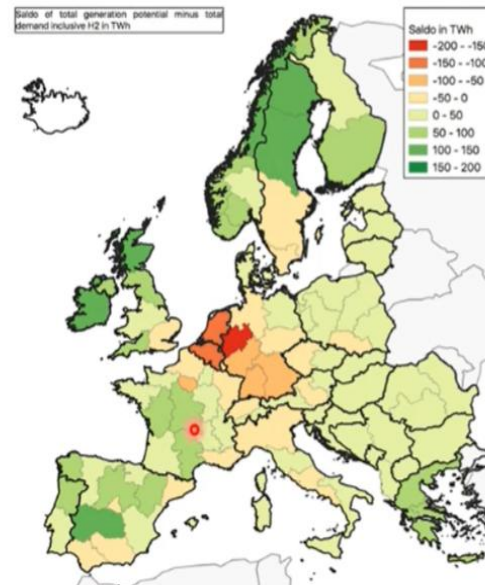 Saldo of total generation potential minus total
demand inclusive H2 in TWh
Saldo in TWh
-200 - -150
-150 - -100
-100 - -50
-50 - 0
0 - 50
50 - 100
100 - 150
150 - 200